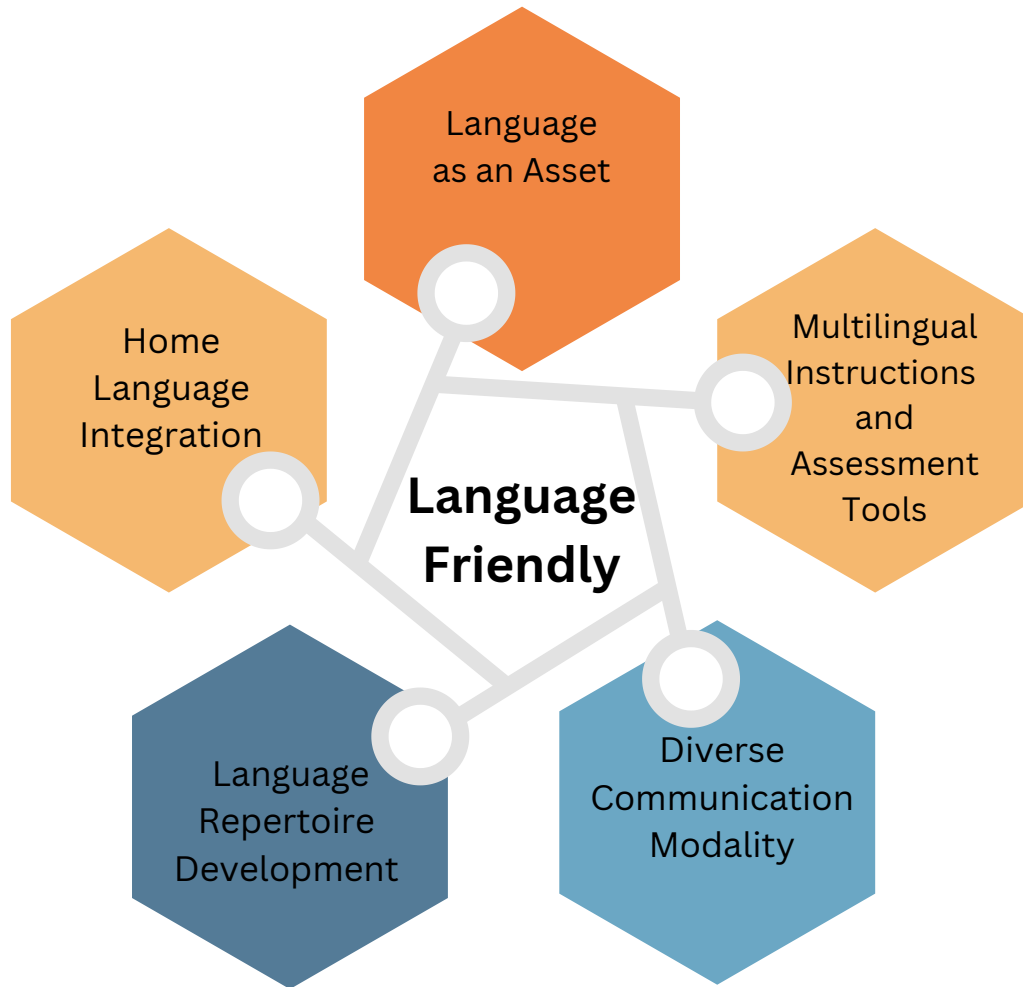 Language
as an Asset
Home
Language
Integration
Multilingual
Instructions
and
Assessment
Tools
Language
Friendly
Language
Repertoire
Development
Diverse
Communication
Modality